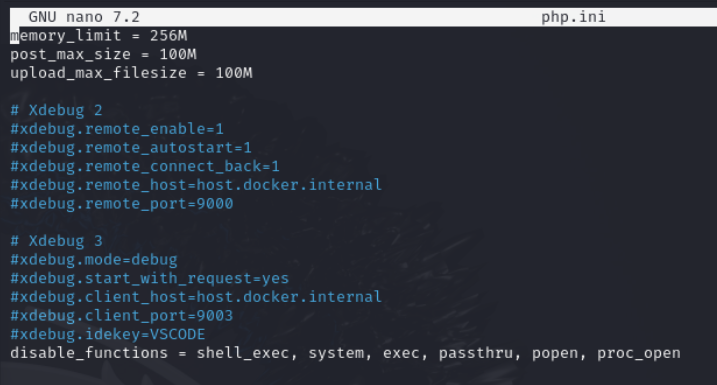 GNU nano 7.2 php.ini
memory_limit = 256M
post_max_size = 100M
upload_max_filesize = 100M
# Xdebug 2
#xdebug.remote_enable=1
#xdebug.remote_autostart=1
#xdebug.remote_connect_back=1
#xdebug.remote_host=host.docker.internal
#xdebug.remote_port=9000
# Xdebug 3
#xdebug.mode=debug
#xdebug.start_with_request=yes
#xdebug.client_host=host.docker.internal
#xdebug.client_port=9003
#xdebug.idekey=VSCODE
disable_functions = shell_exec, system, exec, passthru, popen, proc_open